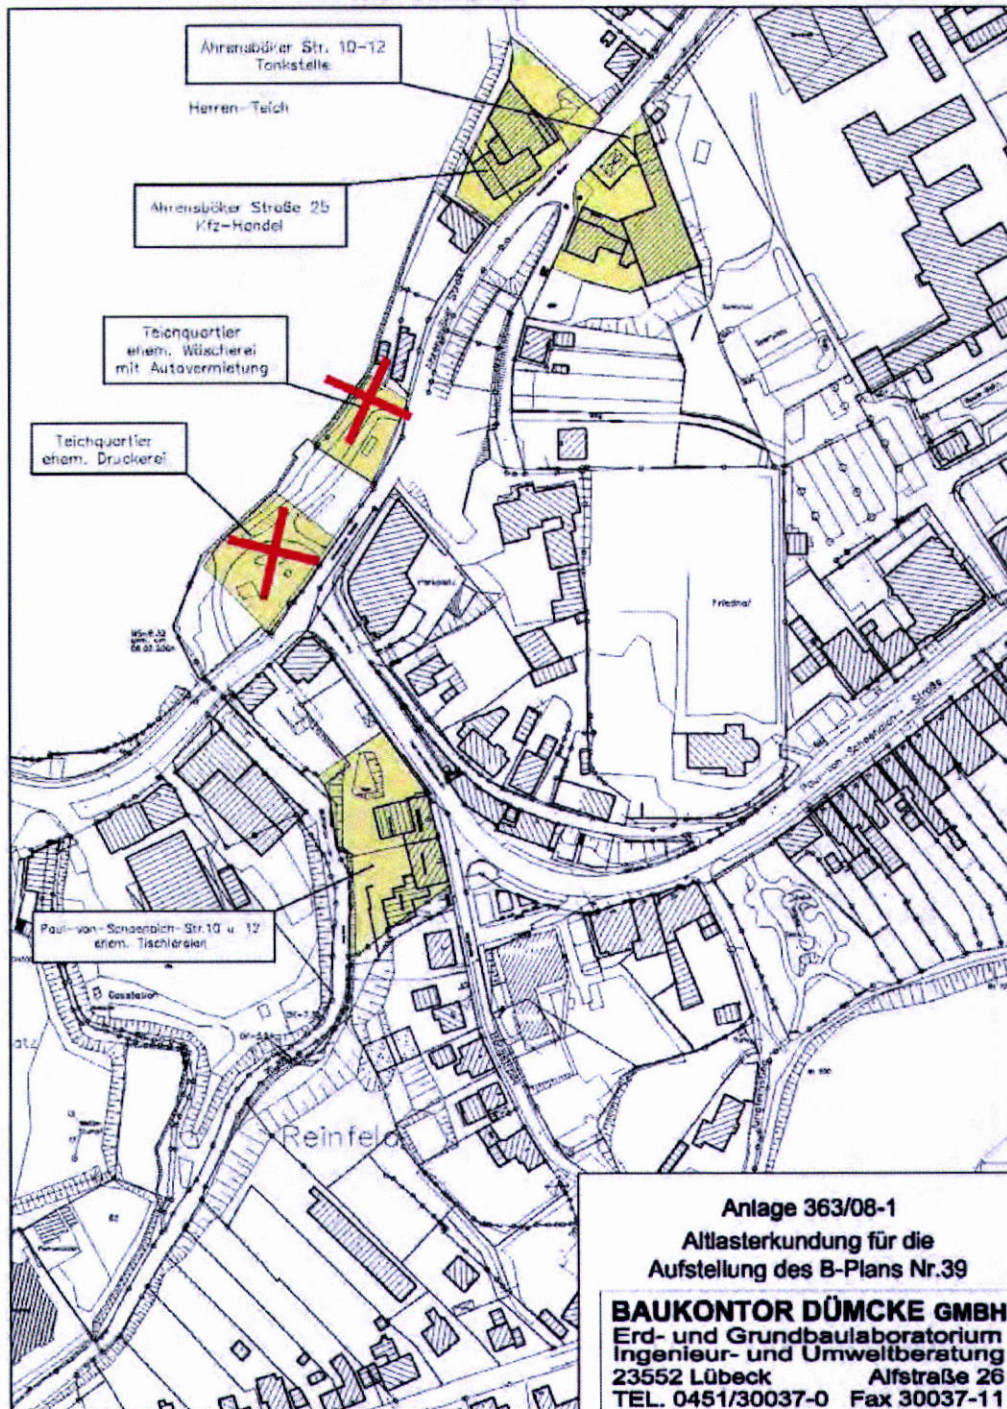 Ahrensböker Str. 10-12
Tankstelle
Herren-Teich
Ahrensböker Straße 25
Kfz-Handel
Teichquartier
ehem. Wäscherei
mit Autovermietung
Teichquartier
ehem. Druckerei
Parkplatz
Friedhof
Paul-von-Schoenaich-Straße
Paul-von-Schoenaich-Str.10 u. 12
ehem. Tischlereien
Gasstation
Reinfeld
Anlage 363/08-1
Altlasterkundung für die
Aufstellung des B-Plans Nr.39
BAUKONTOR DÜMCKE GMBH
Erd- und Grundbaulaboratorium
Ingenieur- und Umweltberatung
23552 Lübeck Alfstraße 26
TEL. 0451/30037-0 Fax 30037-11